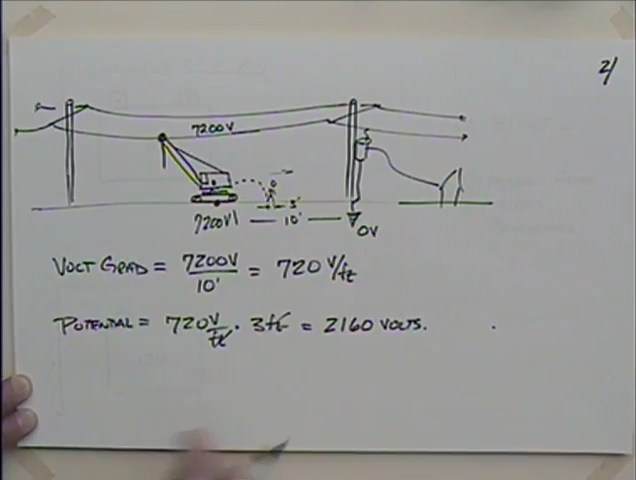 2/
7200V
3'
7200V 10' 0V
VOLT GRAD = 7200V/10' = 720 V/ft
POTENTIAL = 720 V/ft · 3ft = 2160 VOLTS.